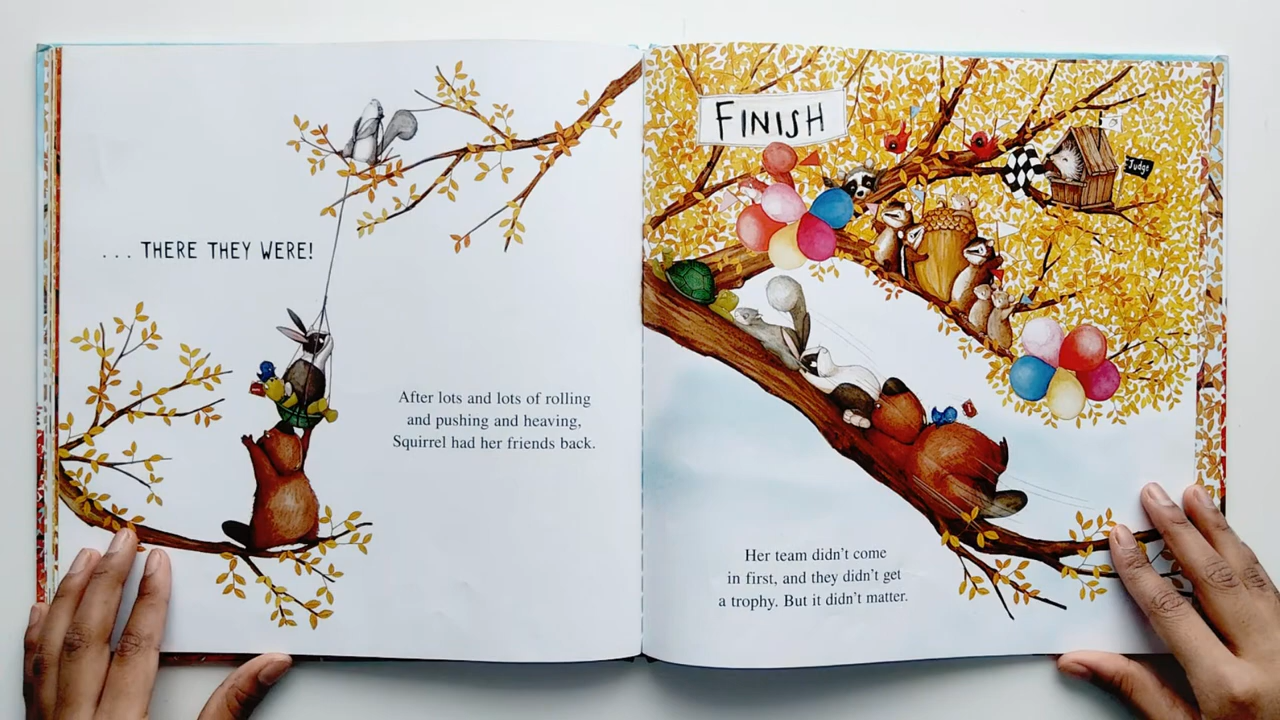 ... THERE THEY WERE!
After lots and lots of rolling
and pushing and heaving,
Squirrel had her friends back.
FINISH
Judge
Her team didn't come
in first, and they didn't get
a trophy. But it didn't matter.